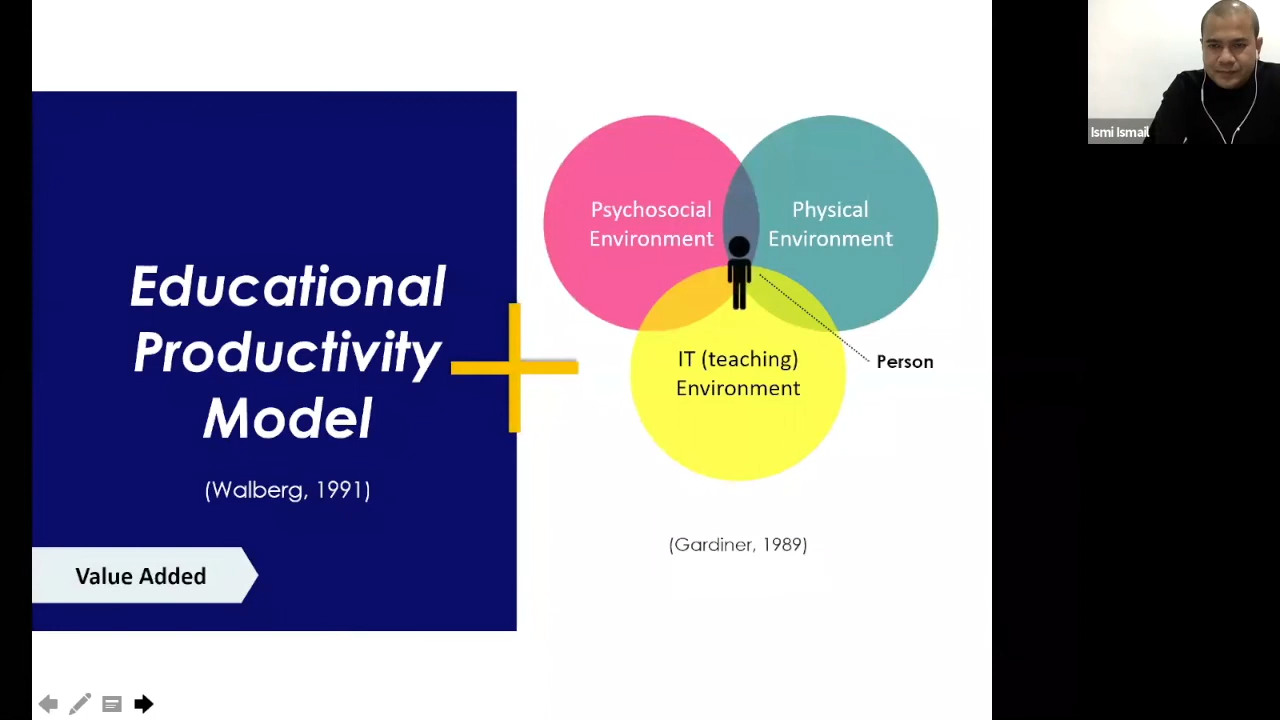 Educational
Productivity
Model
(Walberg, 1991)
Value Added
Psychosocial
Environment
Physical
Environment
IT (teaching)
Environment
Person
(Gardiner, 1989)
Ismi Ismail